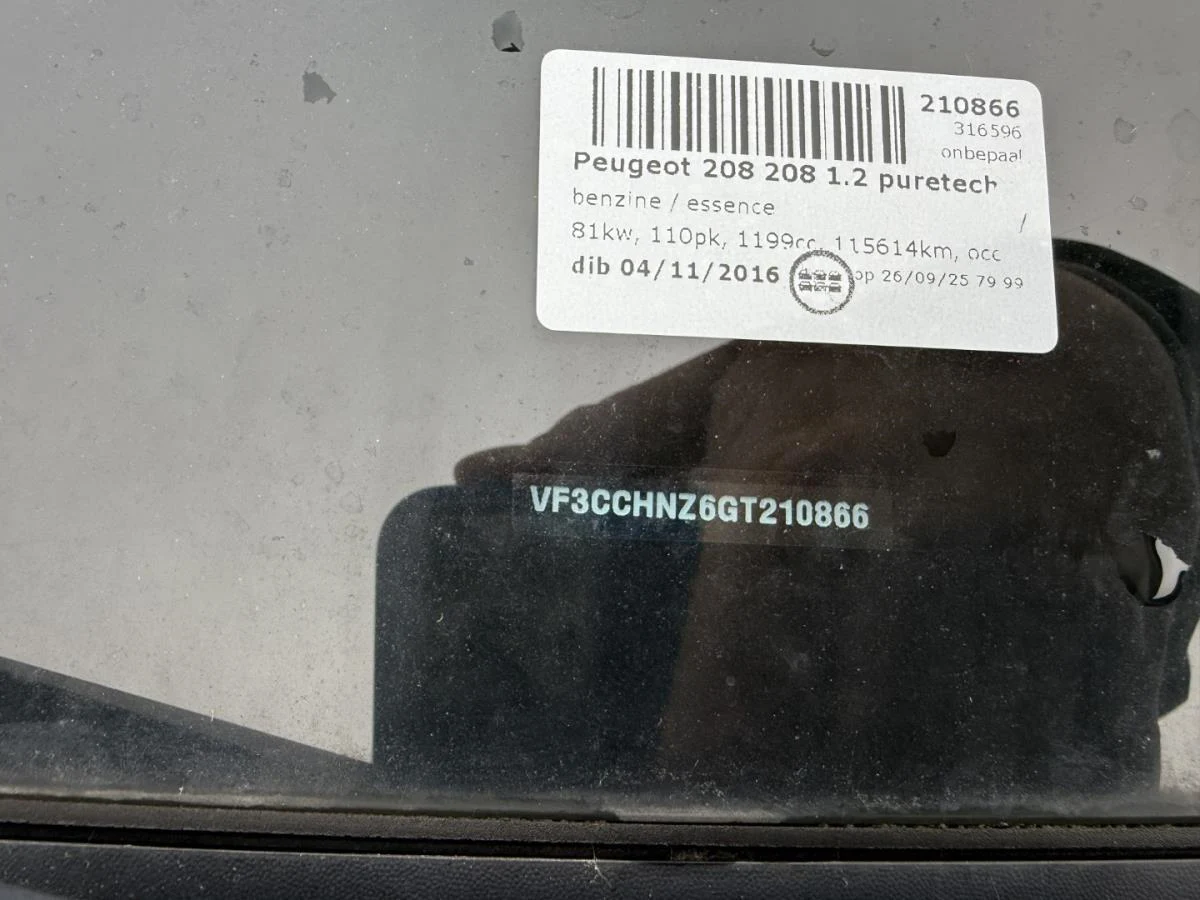 210866
316596
onbepaal
Peugeot 208 208 1.2 puretech
benzine / essence /
81kw, 110pk, 1199cc, 115614km, occ
dib 04/11/2016 op 26/09/25 79 99
VF3CCHNZ6GT210866